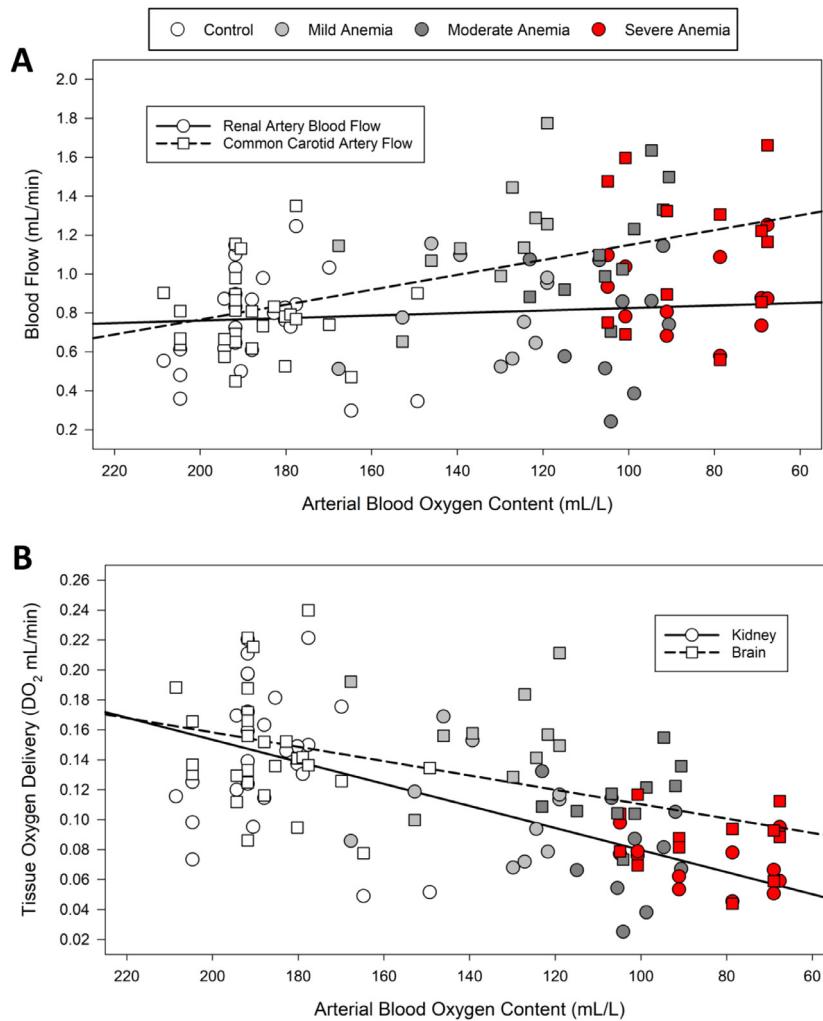 Control Mild Anemia Moderate Anemia Severe Anemia
A
Renal Artery Blood Flow
Common Carotid Artery Flow
Blood Flow (mL/min)
2.0
1.8
1.6
1.4
1.2
1.0
0.8
0.6
0.4
0.2
220 200 180 160 140 120 100 80 60
Arterial Blood Oxygen Content (mL/L)
B
Kidney
Brain
Tissue Oxygen Delivery (DO₂ mL/min)
0.26
0.24
0.22
0.20
0.18
0.16
0.14
0.12
0.10
0.08
0.06
0.04
0.02
220 200 180 160 140 120 100 80 60
Arterial Blood Oxygen Content (mL/L)